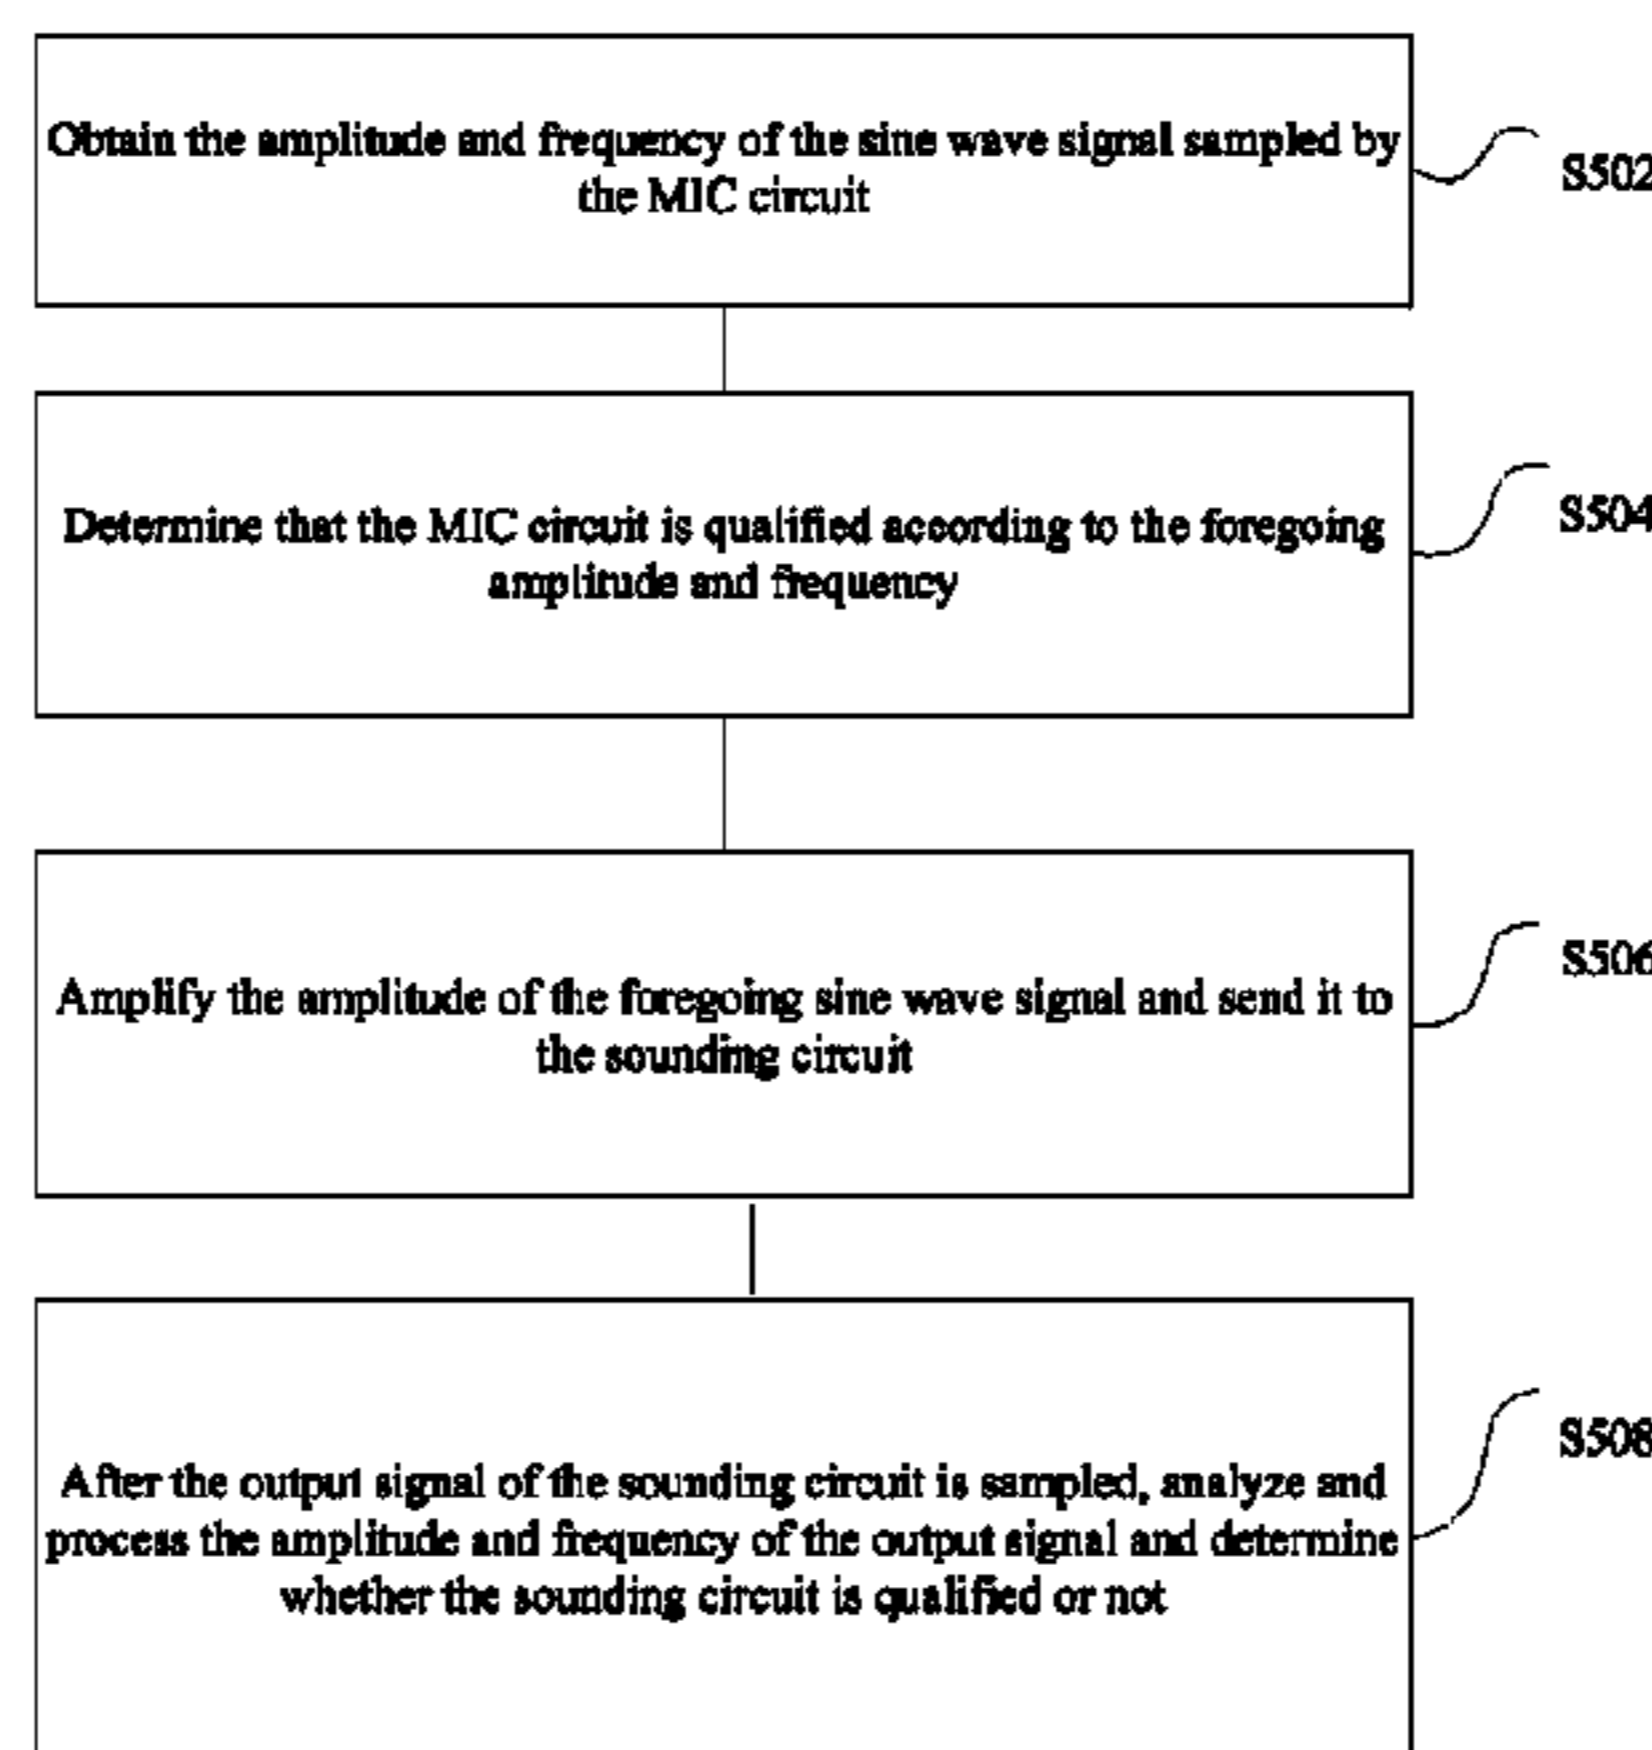 Obtain the amplitude and frequency of the sine wave signal sampled by
the MIC circuit
S502
Determine that the MIC circuit is qualified according to the foregoing
amplitude and frequency
S504
Amplify the amplitude of the foregoing sine wave signal and send it to
the sounding circuit
S506
After the output signal of the sounding circuit is sampled, analyze and
process the amplitude and frequency of the output signal and determine
whether the sounding circuit is qualified or not
S508